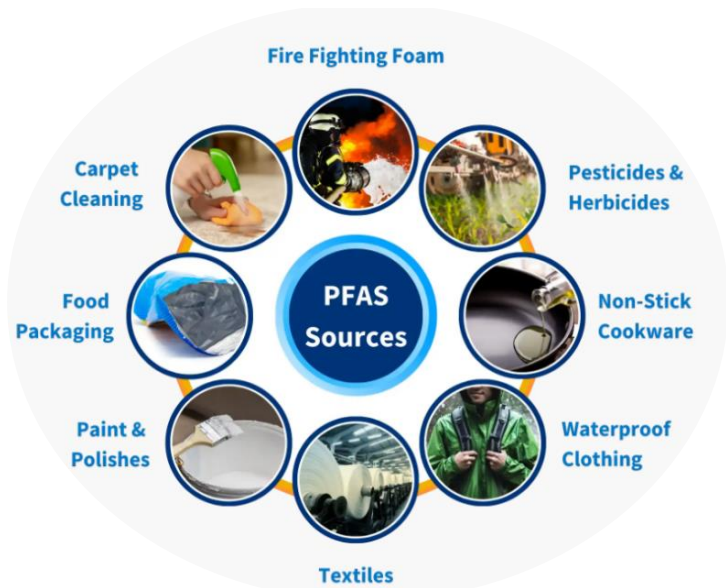 Fire Fighting Foam
Pesticides &
Herbicides
Non-Stick
Cookware
Waterproof
Clothing
Textiles
Paint &
Polishes
Food
Packaging
Carpet
Cleaning
PFAS
Sources